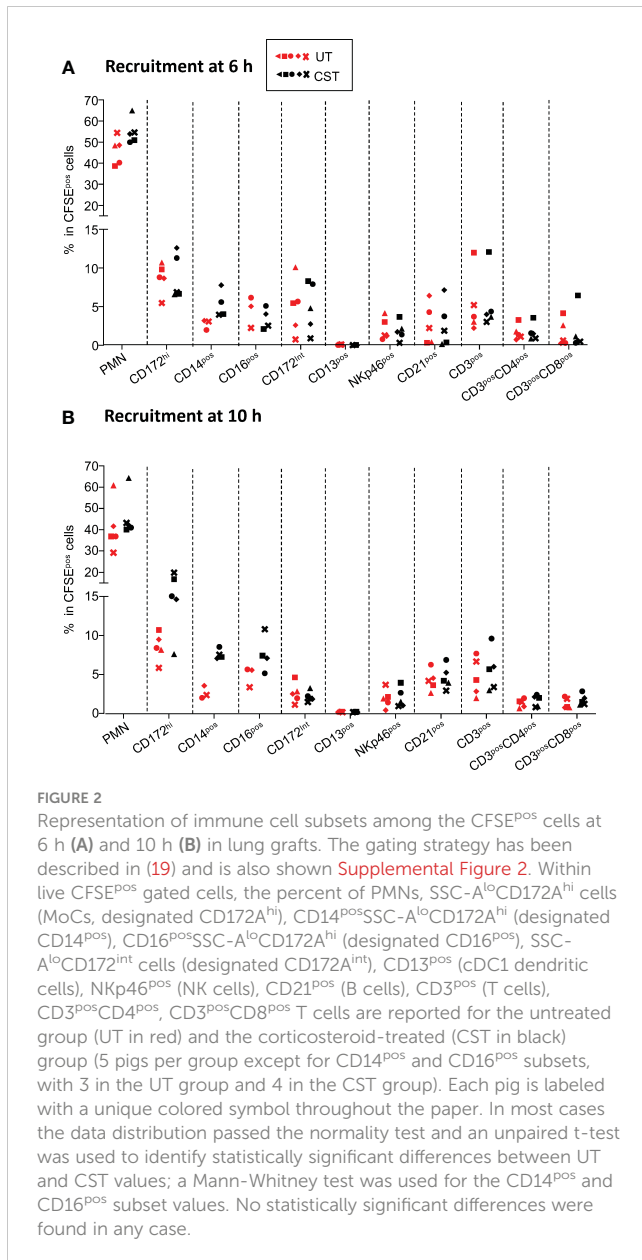 A Recruitment at 6 h
UT
CST
% in CFSEpos cells
70
60
50
40
30
20
15
10
5
0
PMN
CD172hi
CD14pos
CD16pos
CD172int
CD13pos
NKp46pos
CD21pos
CD3pos
CD3posCD4pos
CD3posCD8pos
B Recruitment at 10 h
% in CFSEpos cells
70
60
50
40
30
20
15
10
5
0
PMN
CD172hi
CD14pos
CD16pos
CD172int
CD13pos
NKp46pos
CD21pos
CD3pos
CD3posCD4pos
CD3posCD8pos
FIGURE 2
Representation of immune cell subsets among the CFSEpos cells at
6 h (A) and 10 h (B) in lung grafts. The gating strategy has been
described in (19) and is also shown Supplemental Figure 2. Within
live CFSEpos gated cells, the percent of PMNs, SSC-AloCD172Ahi cells
(MoCs, designated CD172Ahi), CD14posSSC-AloCD172Ahi (designated
CD14pos), CD16posSSC-AloCD172Ahi (designated CD16pos), SSC-
AloCD172int cells (designated CD172Aint), CD13pos (cDC1 dendritic
cells), NKp46pos (NK cells), CD21pos (B cells), CD3pos (T cells),
CD3posCD4pos, CD3posCD8pos T cells are reported for the untreated
group (UT in red) and the corticosteroid-treated (CST in black)
group (5 pigs per group except for CD14pos and CD16pos subsets,
with 3 in the UT group and 4 in the CST group). Each pig is labeled
with a unique colored symbol throughout the paper. In most cases
the data distribution passed the normality test and an unpaired t-test
was used to identify statistically significant differences between UT
and CST values; a Mann-Whitney test was used for the CD14pos and
CD16pos subset values. No statistically significant differences were
found in any case.